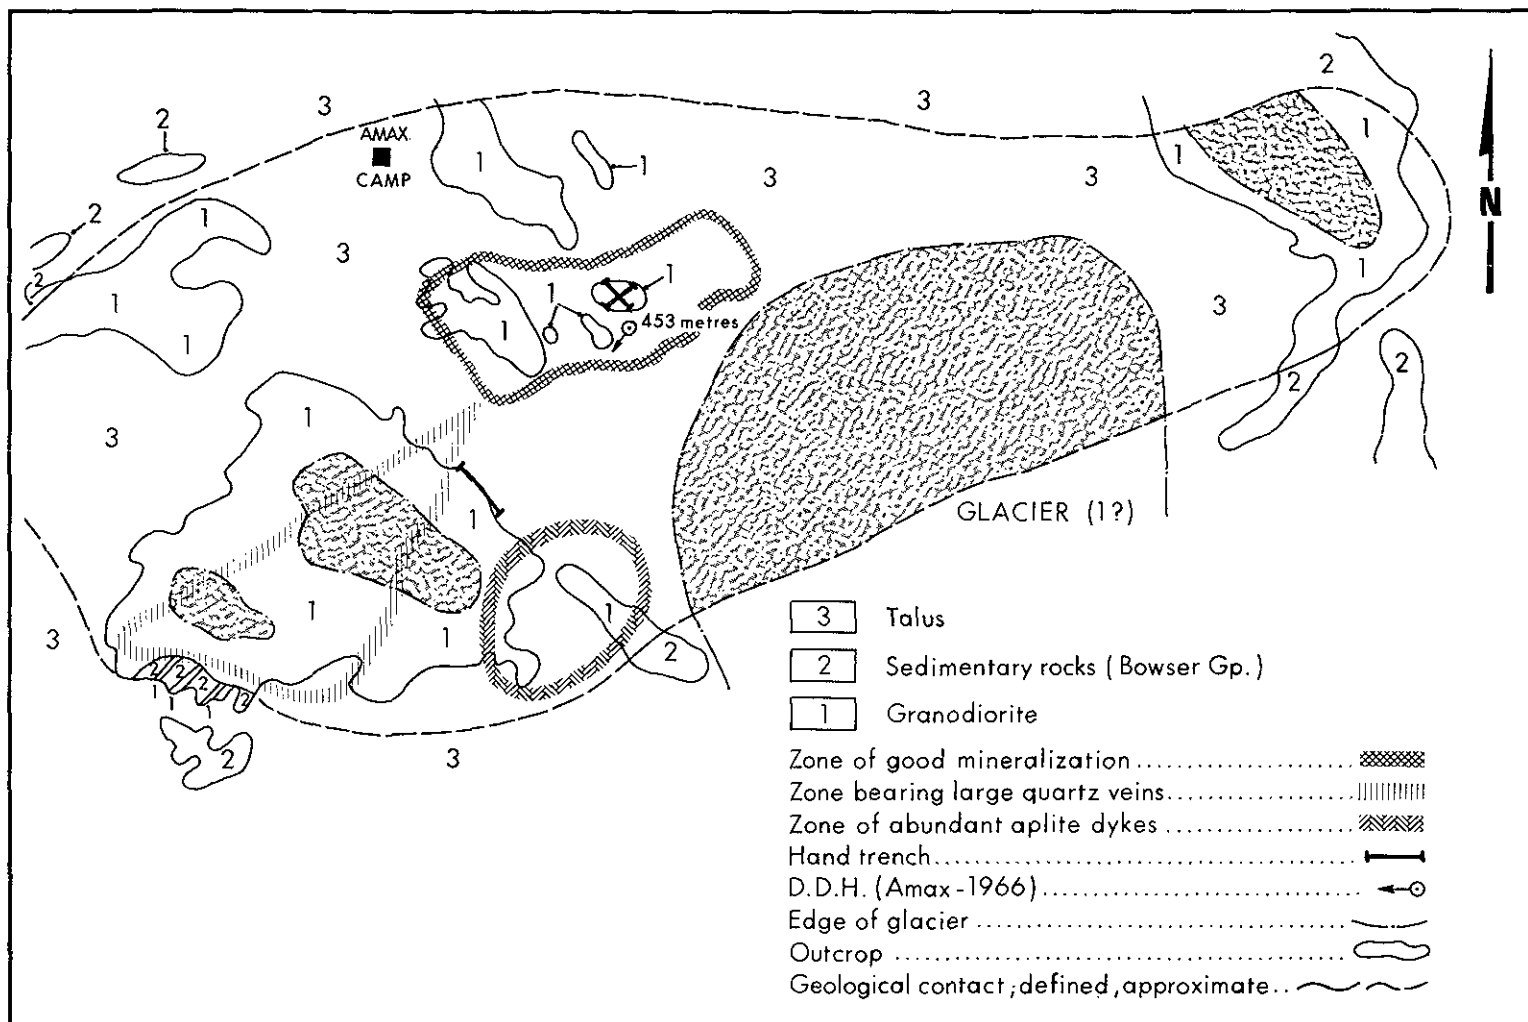 2
3
3
2
AMAX
CAMP
1
1
3
3
1
1
N
2
1
3
2
1
1
1
1
1
453 metres
1
3
1
2
2
1
3
1
GLACIER (1?)
1
1
1
2
3
2 2 2 2
1 1 1
2
3
3 Talus
2 Sedimentary rocks (Bowser Gp.)
1 Granodiorite
Zone of good mineralization
Zone bearing large quartz veins
Zone of abundant aplite dykes
Hand trench
D.D.H. (Amax-1966)
Edge of glacier
Outcrop
Geological contact; defined, approximate